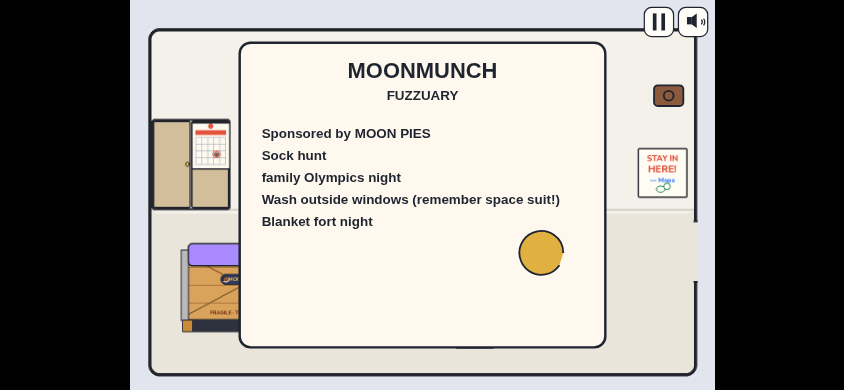 MOONMUNCH
FUZZUARY
Sponsored by MOON PIES
Sock hunt
family Olympics night
Wash outside windows (remember space suit!)
Blanket fort night
STAY IN
HERE!
— Mops
FRAGILE-